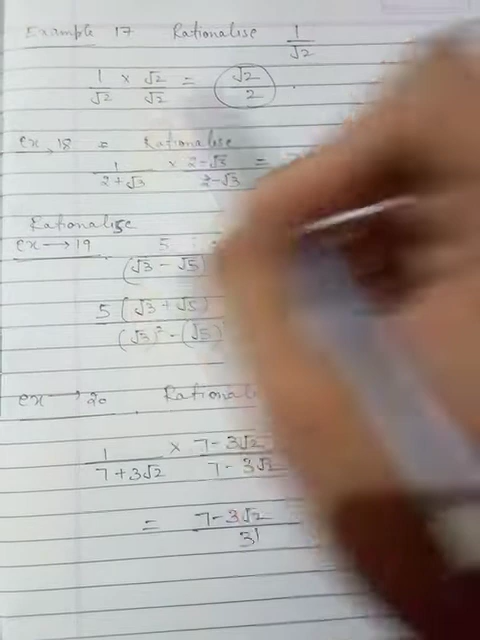 Example 17 Rationalise 1/√2
1/√2 × √2/√2 = √2/2 .
ex, 18 = Rationalise
1/(2+√3) × (2-√3)/(2-√3) =
Rationalise
ex → 19 5
(√3 - √5)
5 (√3 + √5)
(√3)² - (√5)
ex → 20 . Rational
1/(7+3√2) × (7-3√2)/(7-3√2)
= (7-3√2)/31